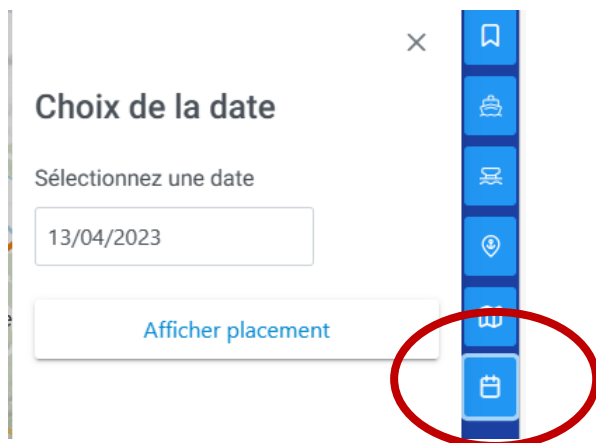 Choix de la date
Sélectionnez une date
13/04/2023
Afficher placement